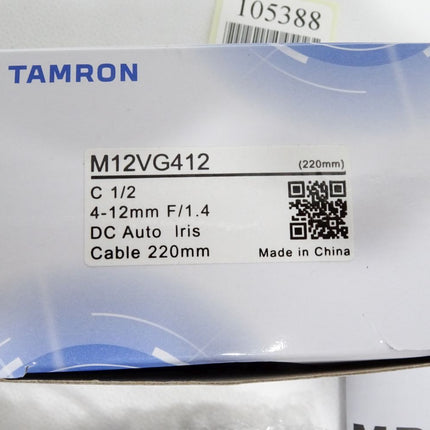 105388
TAMRON
M12VG412 (220mm)
C 1/2
4-12mm F/1.4
DC Auto Iris
Cable 220mm
Made in China